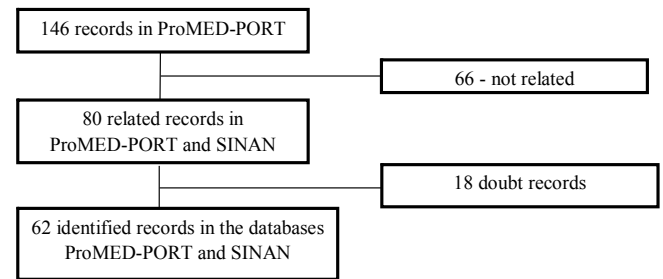 146 records in ProMED-PORT
66 - not related
80 related records in
ProMED-PORT and SINAN
18 doubt records
62 identified records in the databases
ProMED-PORT and SINAN